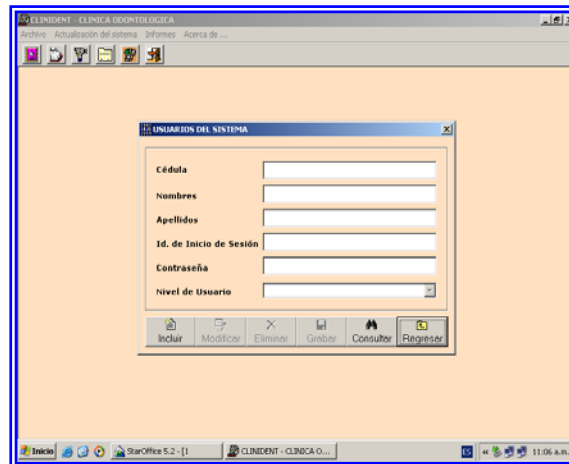 CLINIDENT - CLINICA ODONTOLOGICA
Archivo Actualización del sistema Informes Acerca de ...
USUARIOS DEL SISTEMA
Cédula
Nombres
Apellidos
Id. de Inicio de Sesión
Contraseña
Nivel de Usuario
Incluir Modificar Eliminar Grabar Consultar Regresar
Inicio StarOffice 5.2 - [1 CLINIDENT - CLINICA O... ES « 11:06 a.m.